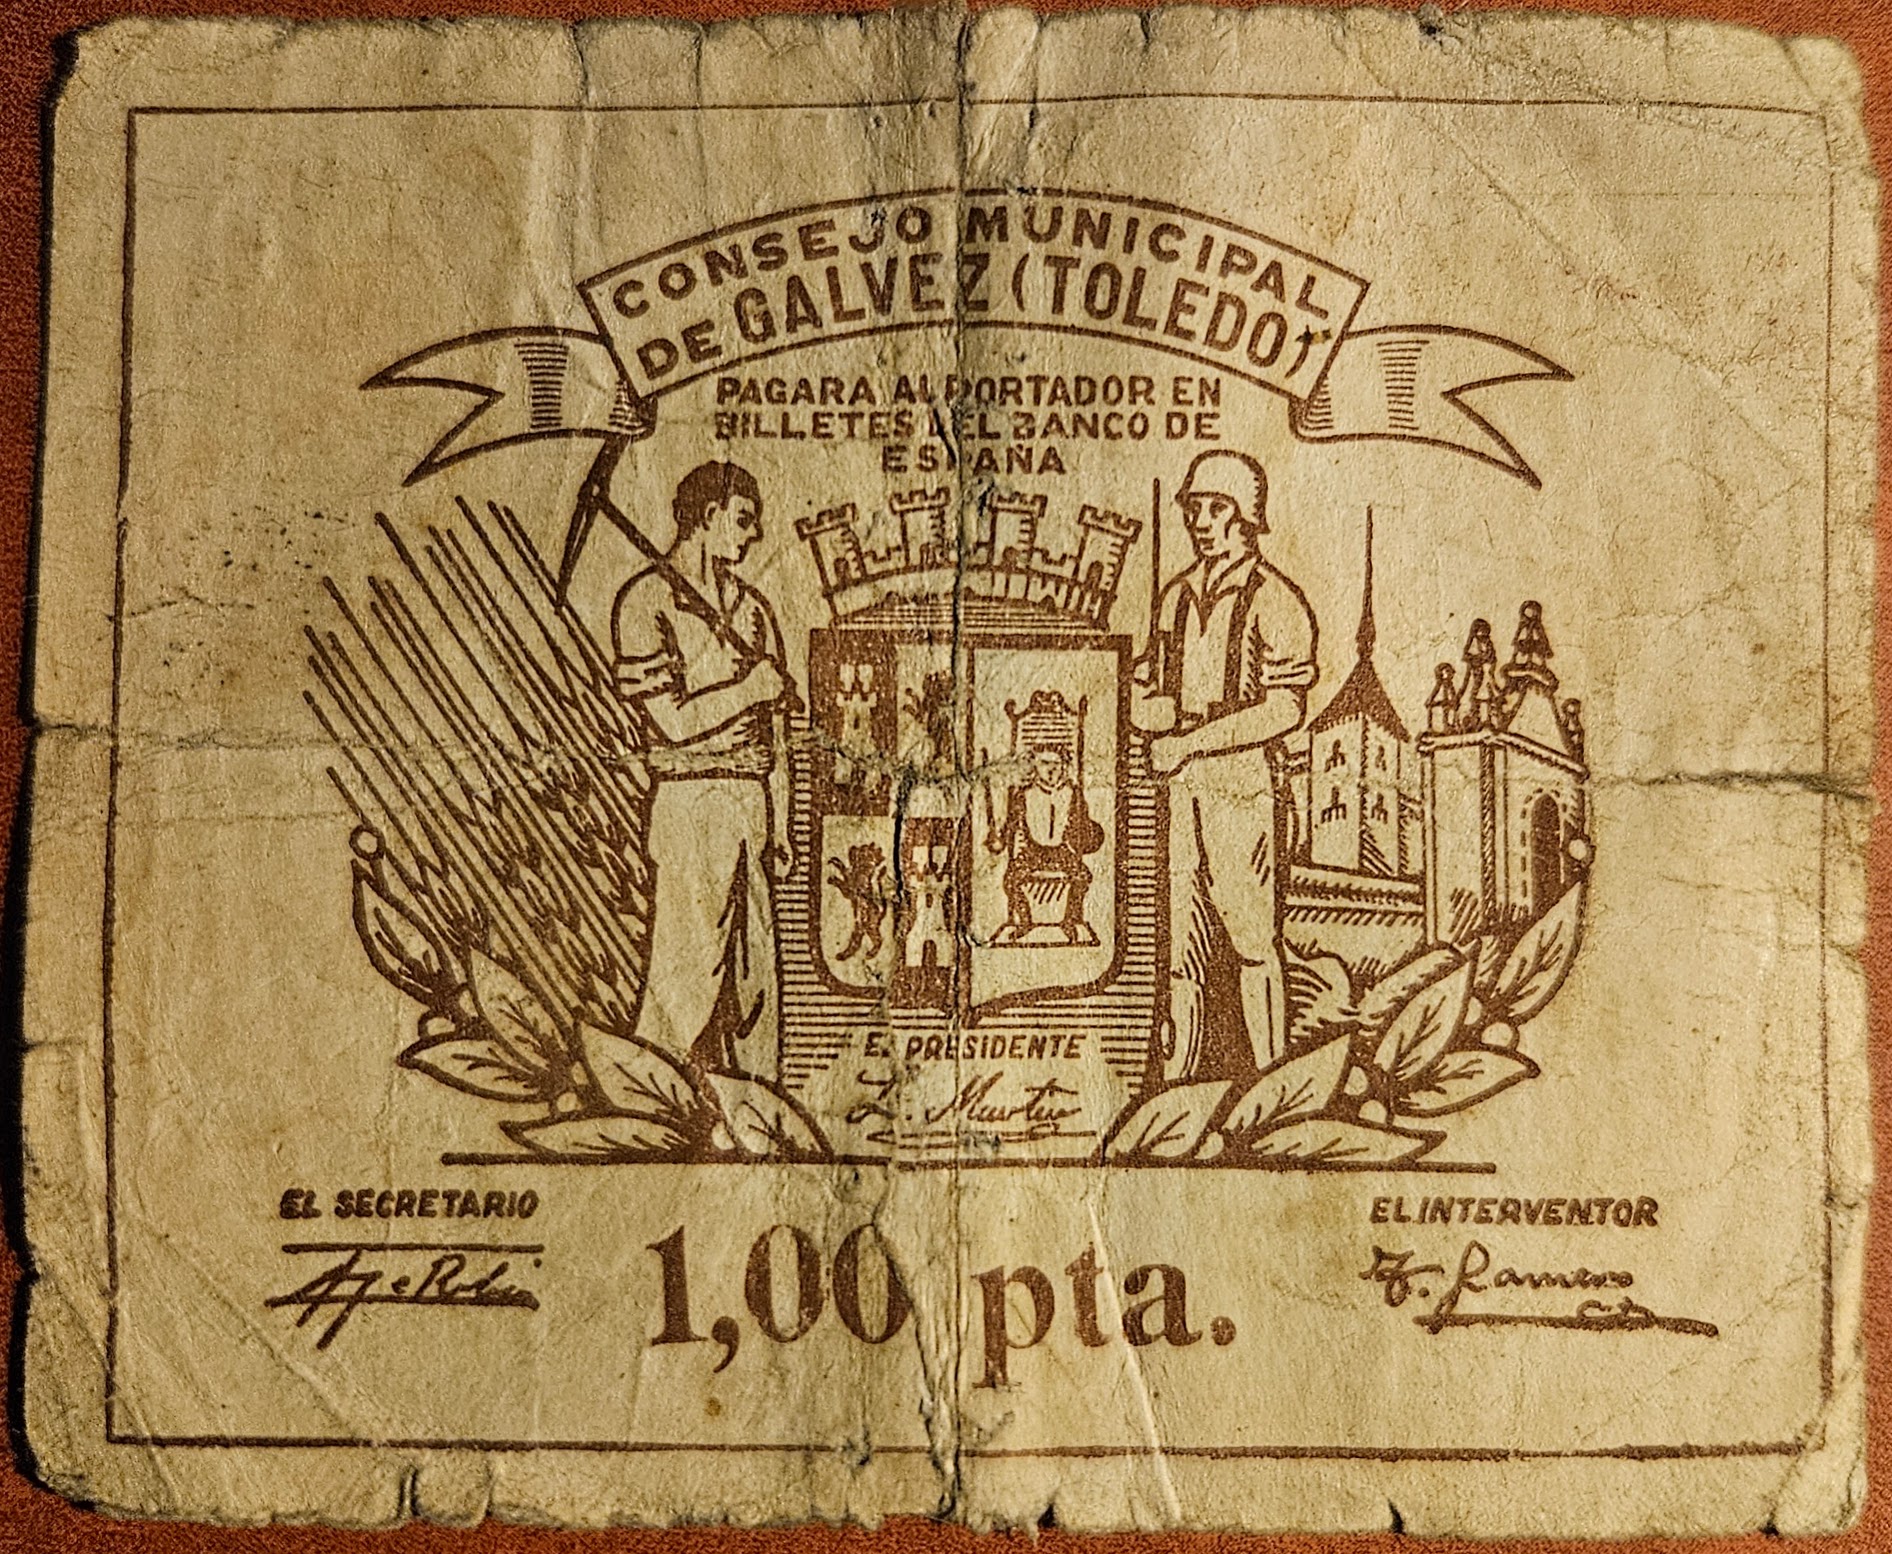 CONSEJO MUNICIPAL
DE GALVEZ (TOLEDO)
PAGARA AL PORTADOR EN
BILLETES DEL BANCO DE
ESPAÑA
EL PRESIDENTE
L. Martin
EL SECRETARIO
EL INTERVENTOR
1,00 pta.